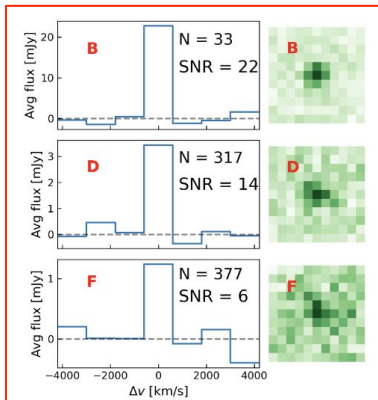 Avg flux [mJy]
20
10
0
B
N = 33
SNR = 22
B
Avg flux [mJy]
3
2
1
0
D
N = 317
SNR = 14
D
Avg flux [mJy]
1
0
F
N = 377
SNR = 6
F
−4000 −2000 0 2000 4000
Δv [km/s]